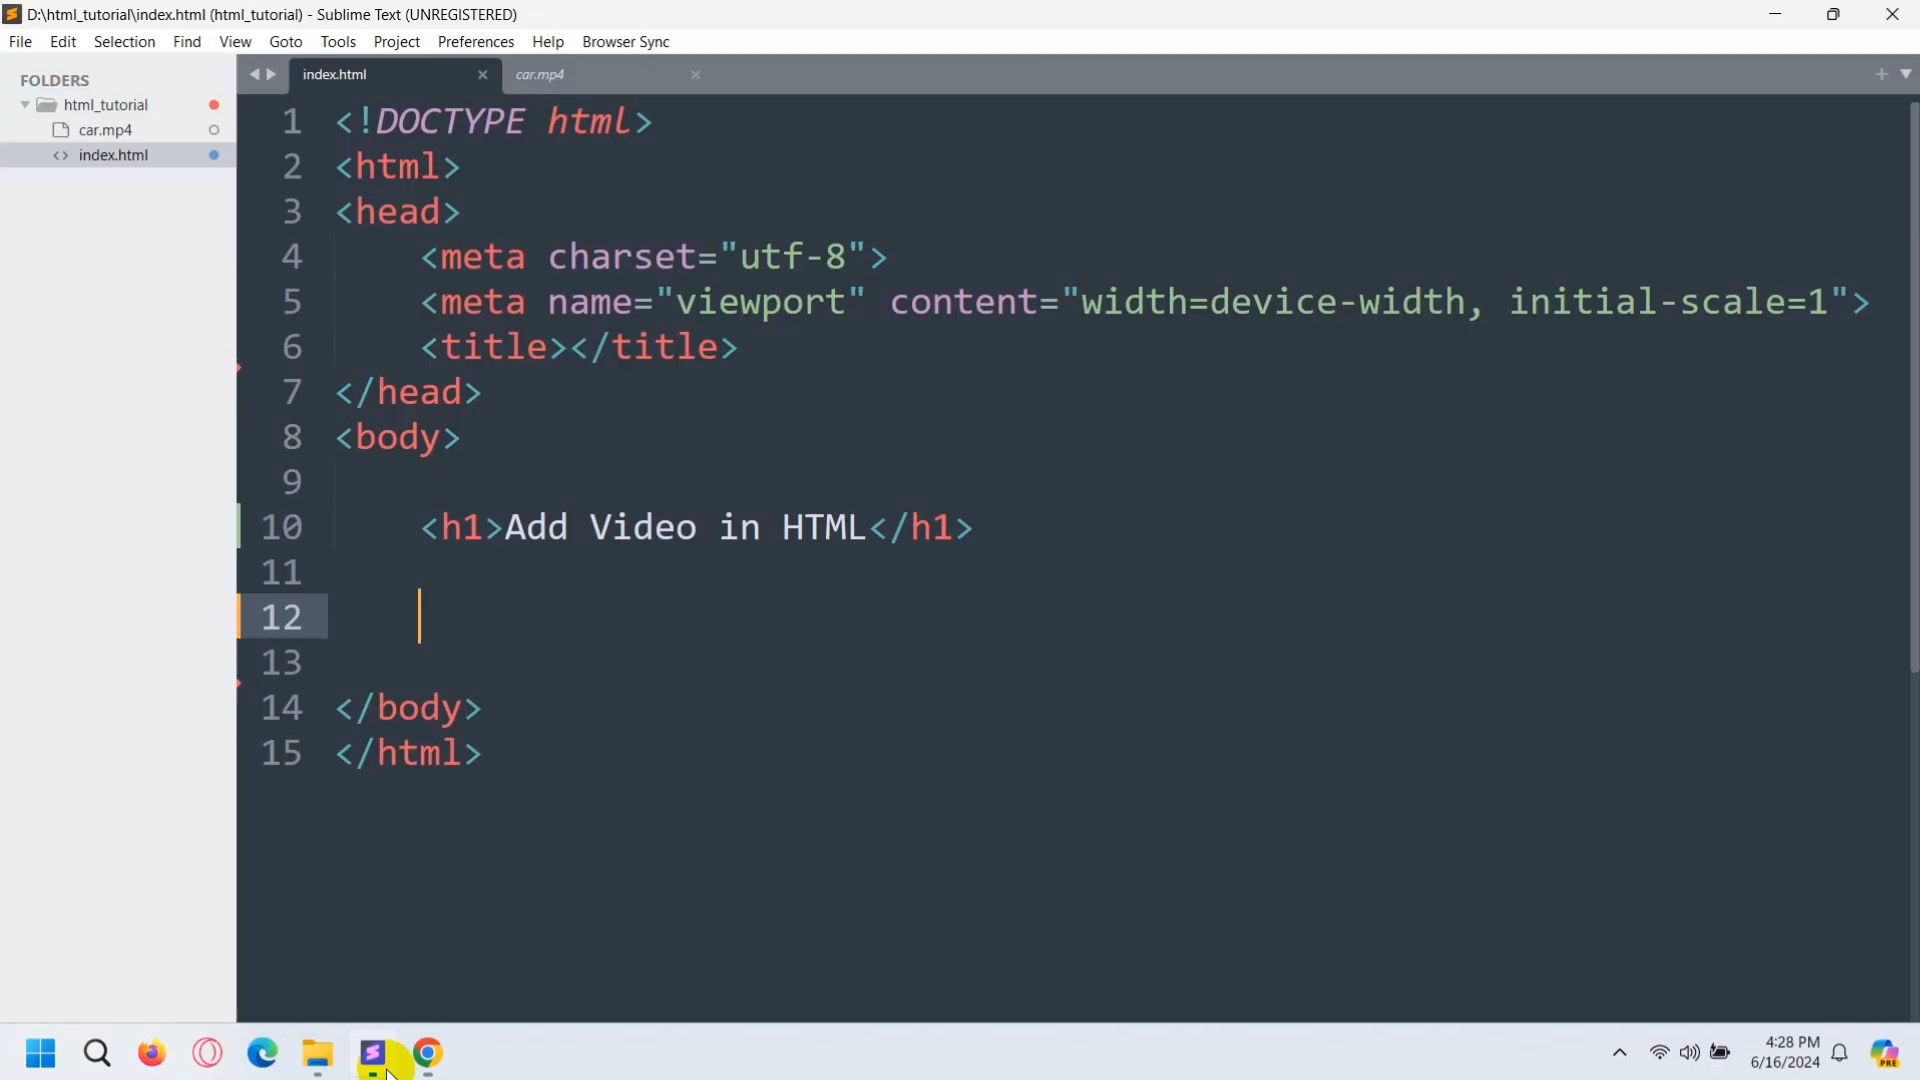 D:\html_tutorial\index.html (html_tutorial) - Sublime Text (UNREGISTERED)
File Edit Selection Find View Goto Tools Project Preferences Help Browser Sync
FOLDERS
html_tutorial
car.mp4
index.html
index.html car.mp4
1 <!DOCTYPE html>
2 <html>
3 <head>
4 <meta charset="utf-8">
5 <meta name="viewport" content="width=device-width, initial-scale=1">
6 <title></title>
7 </head>
8 <body>
9
10 <h1>Add Video in HTML</h1>
11
12
13
14 </body>
15 </html>
4:28 PM
6/16/2024
PRE